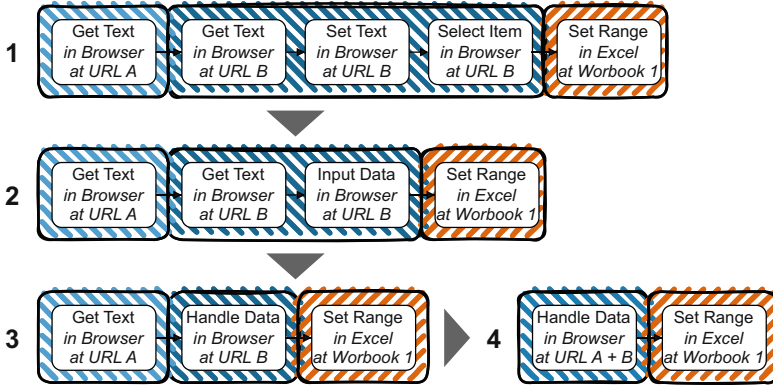 1
Get Text
in Browser
at URL A
Get Text
in Browser
at URL B
Set Text
in Browser
at URL B
Select Item
in Browser
at URL B
Set Range
in Excel
at Worbook 1
2
Get Text
in Browser
at URL A
Get Text
in Browser
at URL B
Input Data
in Browser
at URL B
Set Range
in Excel
at Worbook 1
3
Get Text
in Browser
at URL A
Handle Data
in Browser
at URL B
Set Range
in Excel
at Worbook 1
4
Handle Data
in Browser
at URL A + B
Set Range
in Excel
at Worbook 1